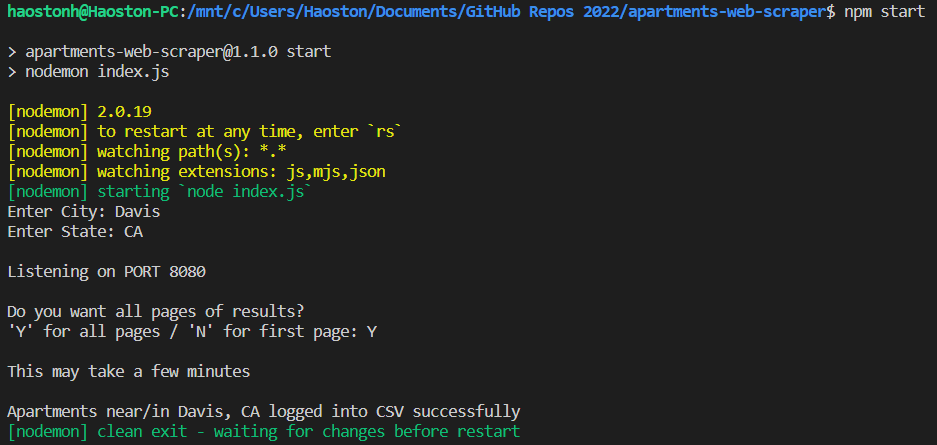 haostonh@Haoston-PC:/mnt/c/Users/Haoston/Documents/GitHub Repos 2022/apartments-web-scraper$ npm start
> apartments-web-scraper@1.1.0 start
> nodemon index.js
[nodemon] 2.0.19
[nodemon] to restart at any time, enter `rs`
[nodemon] watching path(s): *.*
[nodemon] watching extensions: js,mjs,json
[nodemon] starting `node index.js`
Enter City: Davis
Enter State: CA
Listening on PORT 8080
Do you want all pages of results?
'Y' for all pages / 'N' for first page: Y
This may take a few minutes
Apartments near/in Davis, CA logged into CSV successfully
[nodemon] clean exit - waiting for changes before restart